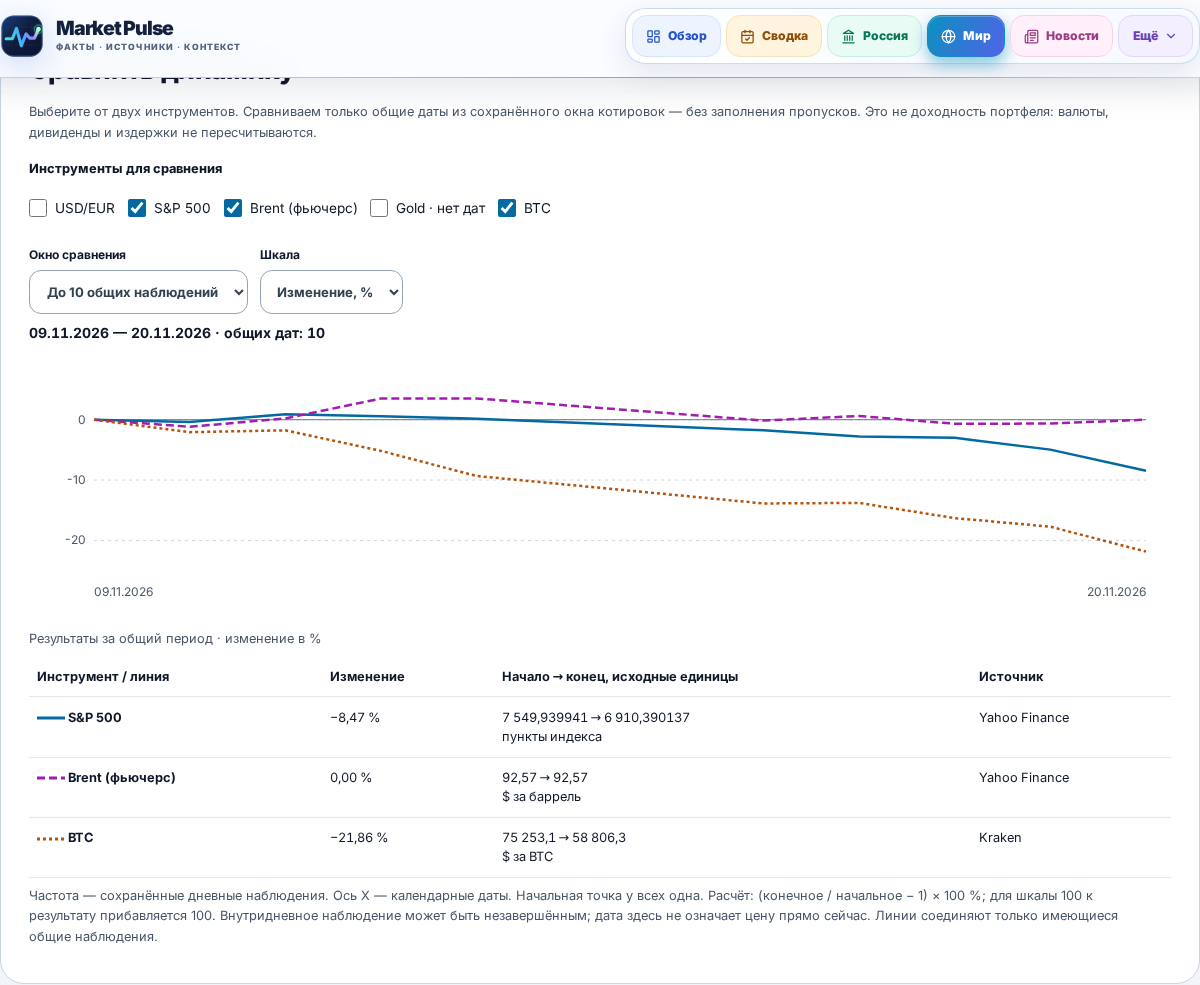 MarketPulse
ФАКТЫ · ИСТОЧНИКИ · КОНТЕКСТ
Обзор
Сводка
Россия
Мир
Новости
Ещё
Выберите от двух инструментов. Сравниваем только общие даты из сохранённого окна котировок — без заполнения пропусков. Это не доходность портфеля: валюты,
дивиденды и издержки не пересчитываются.
Инструменты для сравнения
USD/EUR
S&P 500
Brent (фьючерс)
Gold · нет дат
BTC
Окно сравнения
Шкала
До 10 общих наблюдений
Изменение, %
09.11.2026 — 20.11.2026 · общих дат: 10
0
-10
-20
09.11.2026
20.11.2026
Результаты за общий период · изменение в %
Инструмент / линия
Изменение
Начало → конец, исходные единицы
Источник
S&P 500
−8,47 %
7 549,939941 → 6 910,390137
пункты индекса
Yahoo Finance
Brent (фьючерс)
0,00 %
92,57 → 92,57
$ за баррель
Yahoo Finance
BTC
−21,86 %
75 253,1 → 58 806,3
$ за BTC
Kraken
Частота — сохранённые дневные наблюдения. Ось X — календарные даты. Начальная точка у всех одна. Расчёт: (конечное / начальное − 1) × 100 %; для шкалы 100 к
результату прибавляется 100. Внутридневное наблюдение может быть незавершённым; дата здесь не означает цену прямо сейчас. Линии соединяют только имеющиеся
общие наблюдения.